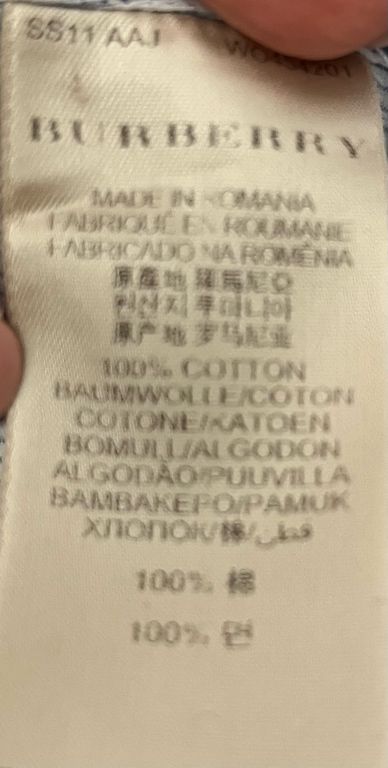 SS11 AAJ
BURBERRY
MADE IN ROMANIA
FABRIQUÉ EN ROUMANIE
FABRICADO NA ROMÉNIA
原產地 羅馬尼亞
원산지 루마니아
原产地 罗马尼亚
100% COTTON
BAUMWOLLE/COTON
COTONE/KATOEN
BOMULL/ALGODON
ALGODÃO/PUUVILLA
BAMBAKEPO/PAMUK
ХЛОПОК/棉/قطن
100% 棉
100% 면